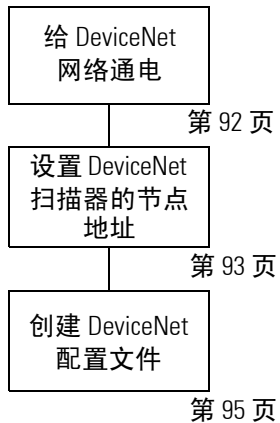 给 DeviceNet
网络通电
第 92 页
设置 DeviceNet
扫描器的节点
地址
第 93 页
创建 DeviceNet
配置文件
第 95 页